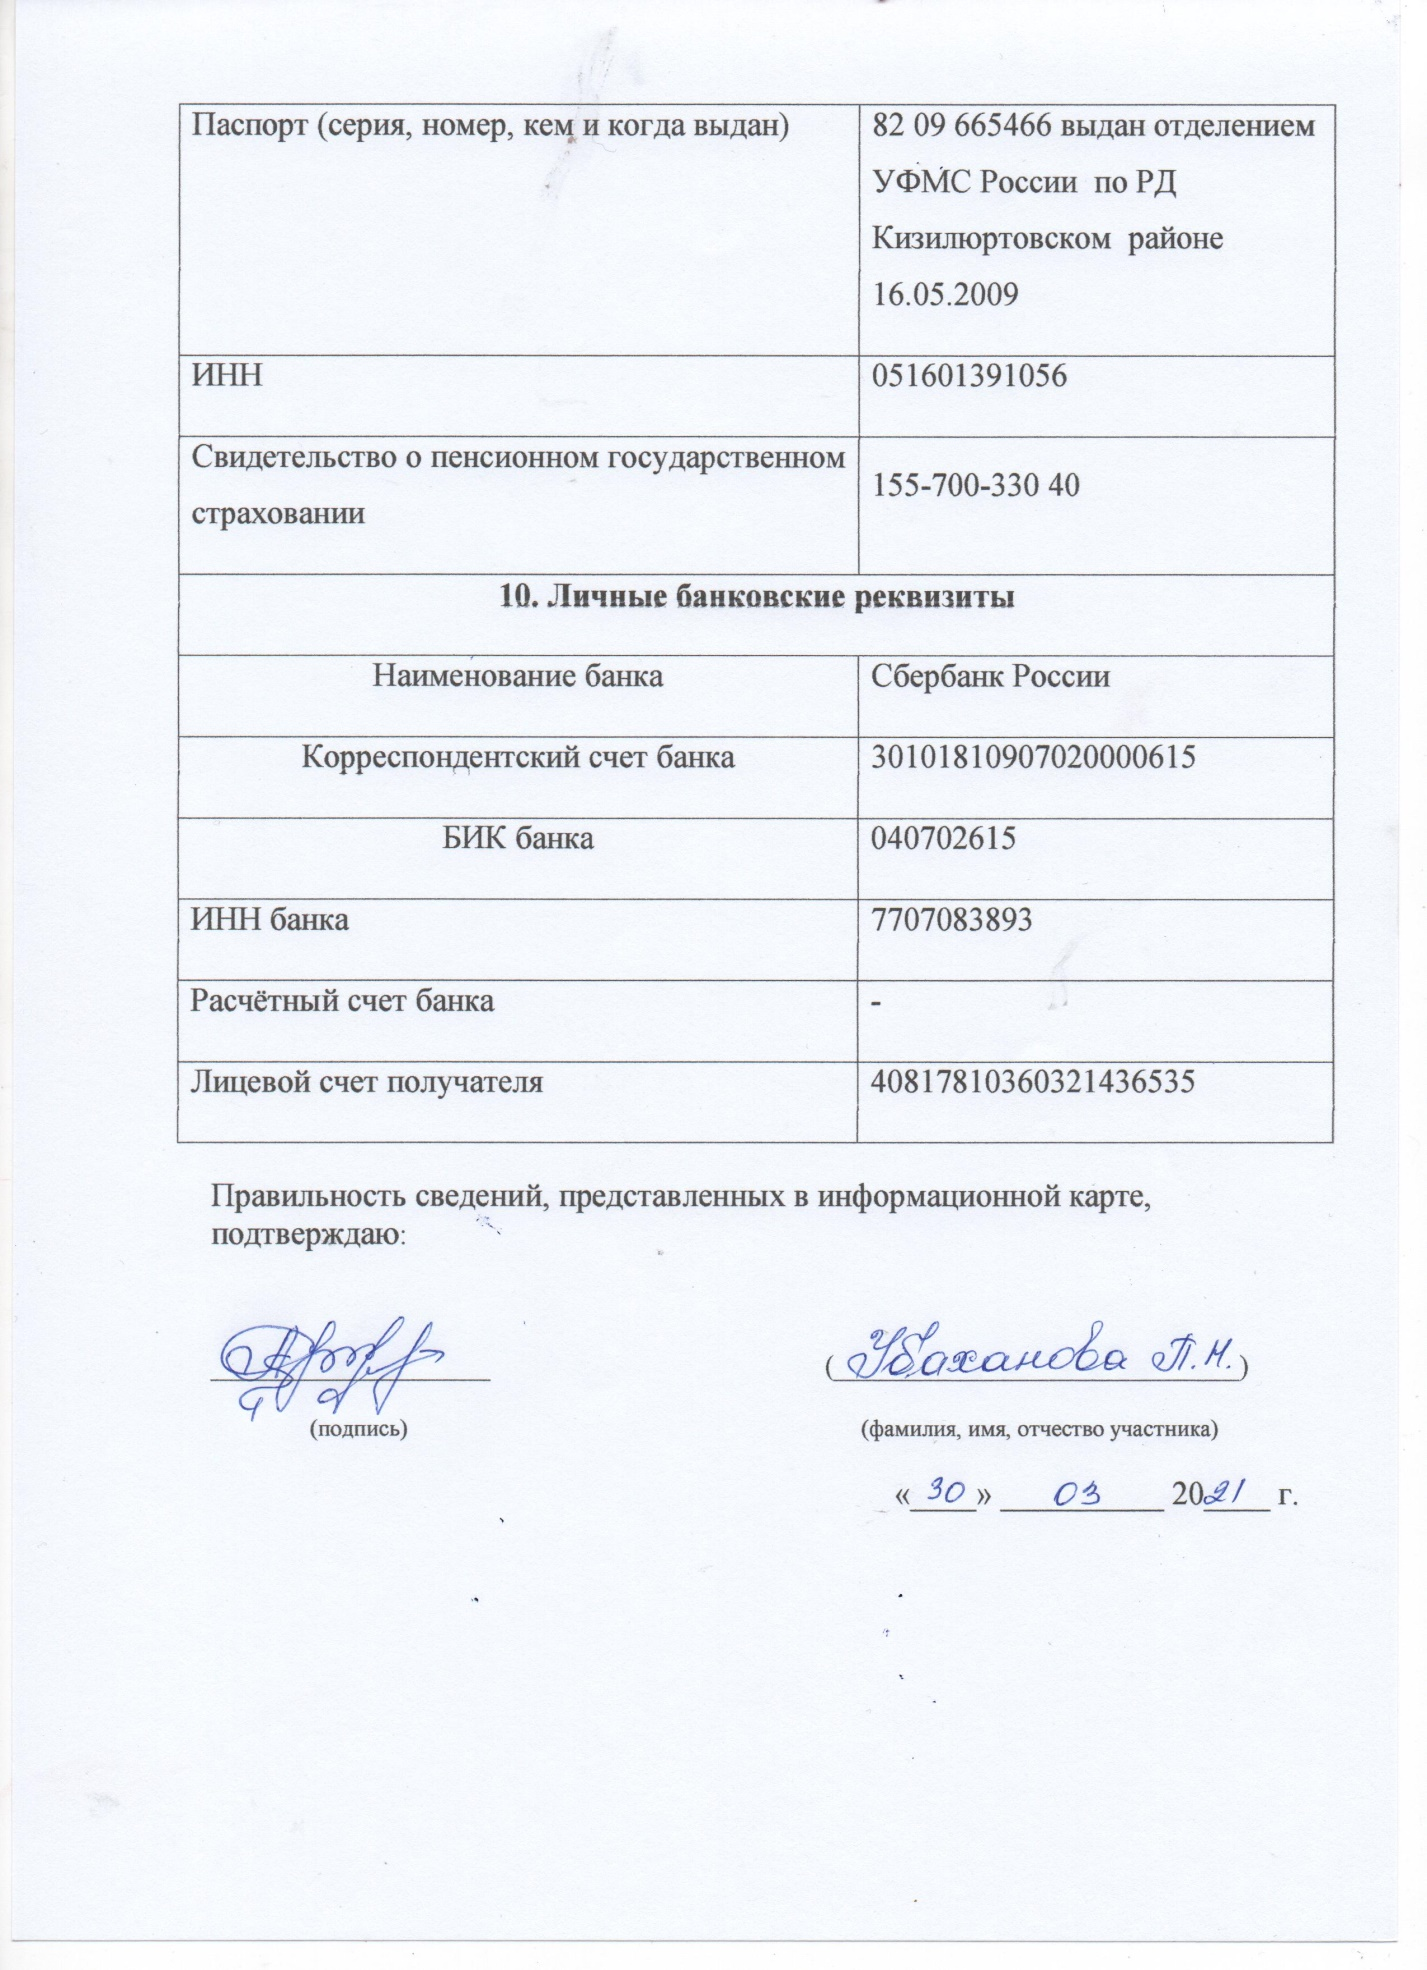 Паспорт (серия, номер, кем и когда выдан)
82 09 665466 выдан отделением
УФМС России по РД
Кизилюртовском районе
16.05.2009
ИНН
051601391056
Свидетельство о пенсионном государственном
страховании
155-700-330 40
10. Личные банковские реквизиты
Наименование банка
Сбербанк России
Корреспондентский счет банка
30101810907020000615
БИК банка
040702615
ИНН банка
7707083893
Расчётный счет банка
-
Лицевой счет получателя
40817810360321436535
Правильность сведений, представленных в информационной карте,
подтверждаю:
(Убаханова П.М.)
(подпись) (фамилия, имя, отчество участника)
«30» 03 2021 г.